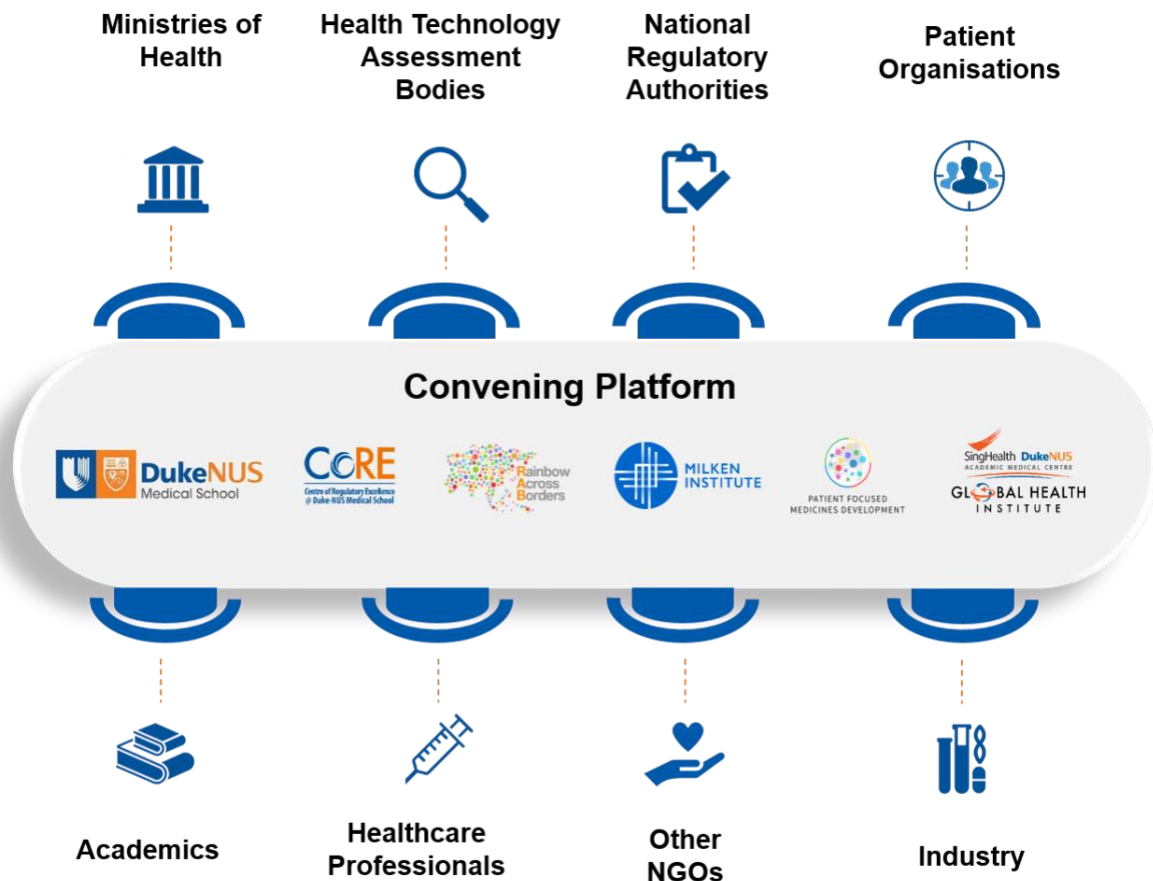 Ministries of
Health
Health Technology
Assessment
Bodies
National
Regulatory
Authorities
Patient
Organisations
Convening Platform
DukeNUS
Medical School
CoRE
Centre of Regulatory Excellence
@ Duke-NUS Medical School
Rainbow
Across
Borders
MILKEN
INSTITUTE
PATIENT FOCUSED
MEDICINES DEVELOPMENT
SingHealth DukeNUS
ACADEMIC MEDICAL CENTRE
GLOBAL HEALTH
INSTITUTE
Academics
Healthcare
Professionals
Other
NGOs
Industry